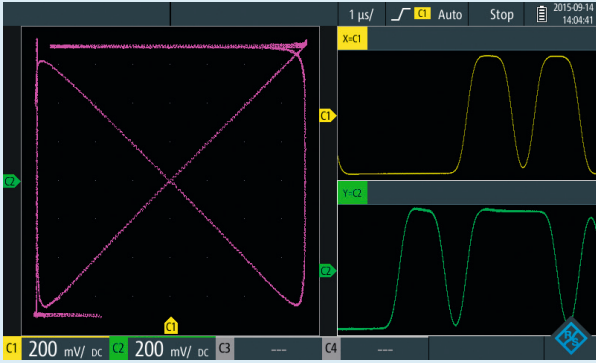 1 µs/ C1 Auto Stop 2015-09-14
14:04:41
X=C1
C1
Y=C2
C2
C2
C1
C1 200 mV/ DC C2 200 mV/ DC C3 --- C4 ---
R&S